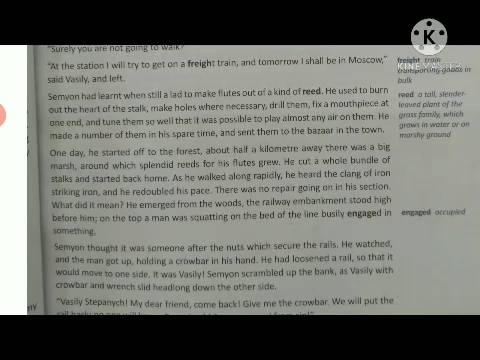 "Surely you are not going to walk?"
"At the station I will try to get on a freight train, and tomorrow I shall be in Moscow,"
said Vasily, and left.
Semyon had learnt when still a lad to make flutes out of a kind of reed. He used to burn
out the heart of the stalk, make holes where necessary, drill them, fix a mouthpiece at
one end, and tune them so well that it was possible to play almost any air on them. He
made a number of them in his spare time, and sent them to the bazaar in the town.
One day, he started off to the forest, about half a kilometre away there was a big
marsh, around which splendid reeds for his flutes grew. He cut a whole bundle of
stalks and started back home. As he walked along rapidly, he heard the clang of iron
striking iron, and he redoubled his pace. There was no repair going on in his section.
What did it mean? He emerged from the woods, the railway embankment stood high
before him; on the top a man was squatting on the bed of the line busily engaged in
something.
Semyon thought it was someone after the nuts which secure the rails. He watched,
and the man got up, holding a crowbar in his hand. He had loosened a rail, so that it
would move to one side. It was Vasily! Semyon scrambled up the bank, as Vasily with
crowbar and wrench slid headlong down the other side.
"Vasily Stepanych! My dear friend, come back! Give me the crowbar. We will put the
rail back; no one will
K
KINEMASTER
freight train
transporting goods in
bulk
reed a tall, slender-
leaved plant of the
grass family, which
grows in water or on
marshy ground
engaged occupied